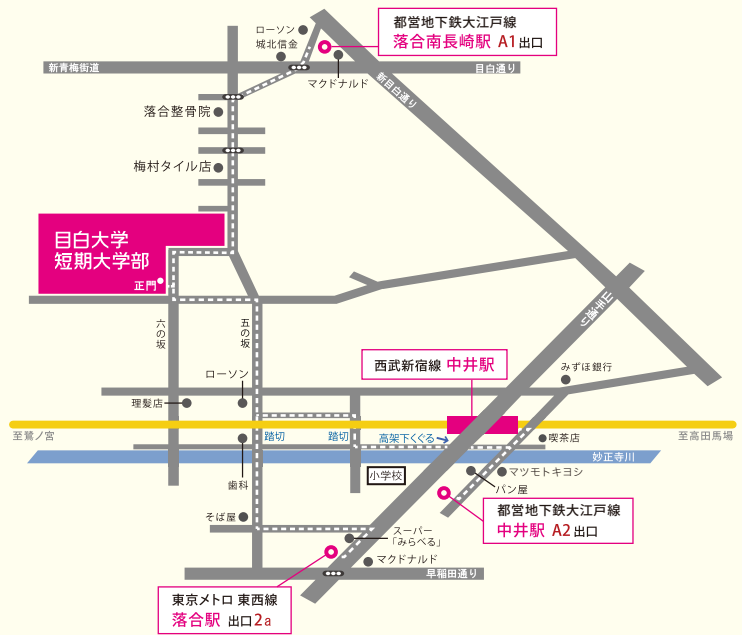 ローソン
城北信金
都営地下鉄大江戸線
落合南長崎駅 A1 出口
新青梅街道
マクドナルド
目白通り
新目白通り
落合整骨院
梅村タイル店
目白大学
短期大学部
正門
山手通り
六の坂
五の坂
ローソン
理髪店
西武新宿線 中井駅
みずほ銀行
至鷺ノ宮
踏切
踏切
高架下くぐる
喫茶店
至高田馬場
妙正寺川
歯科
小学校
マツモトキヨシ
パン屋
都営地下鉄大江戸線
中井駅 A2 出口
そば屋
スーパー
「みらべる」
マクドナルド
早稲田通り
東京メトロ 東西線
落合駅 出口2a